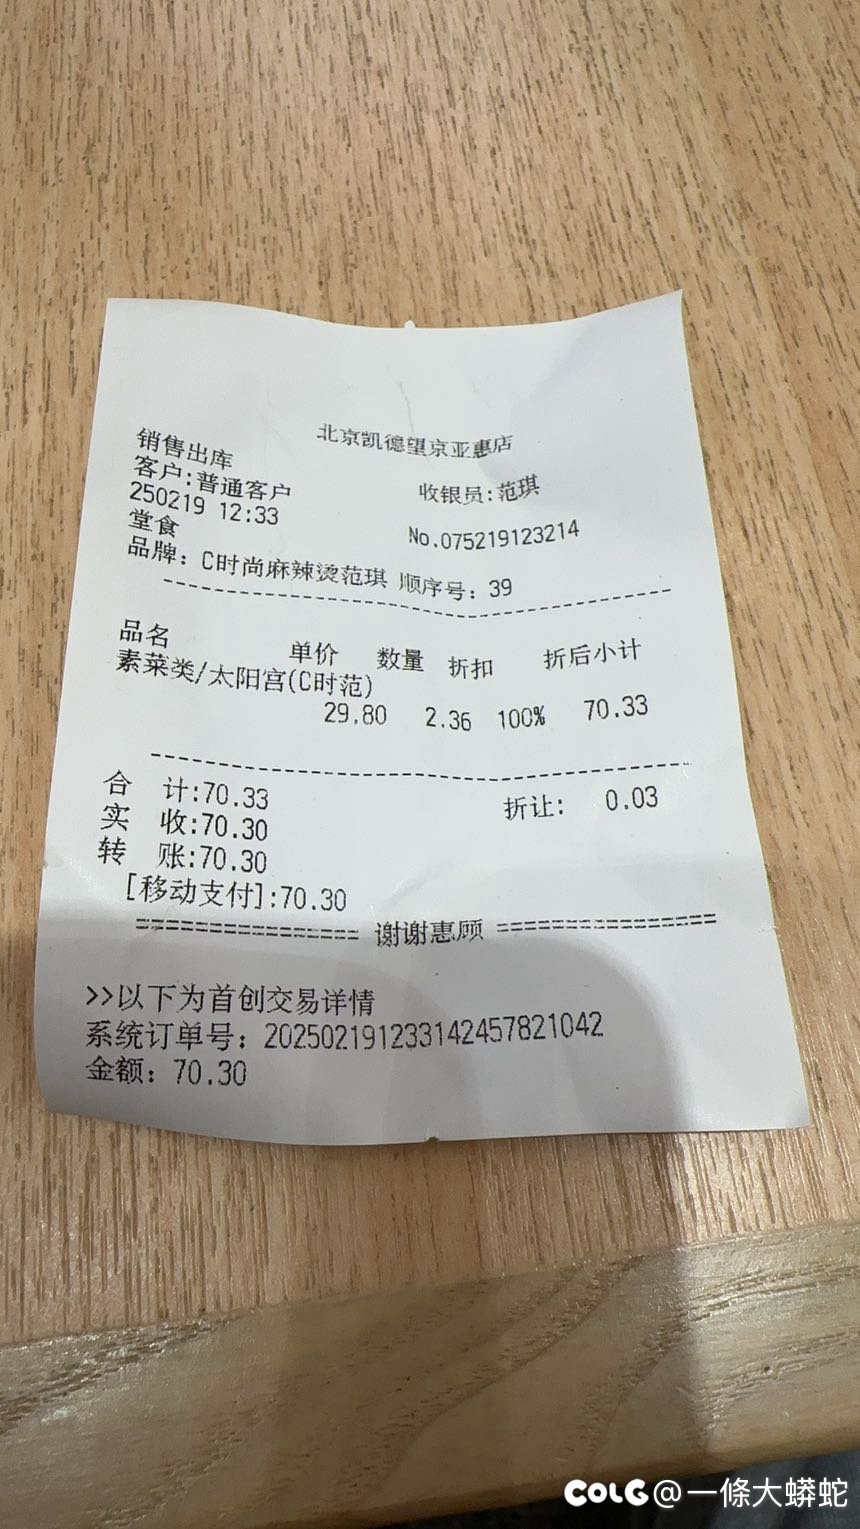 北京凯德望京亚惠店
销售出库
客户:普通客户 收银员:范琪
250219 12:33 No.075219123214
堂食
品牌：C时尚麻辣烫范琪 顺序号：39
品名 单价 数量 折扣 折后小计
素菜类/太阳宫(C时范)
29.80 2.36 100% 70.33
合 计:70.33 折让: 0.03
实 收:70.30
转 账:70.30
[移动支付]:70.30
================ 谢谢惠顾 ================
>>以下为首创交易详情
系统订单号：202502191233142457821042
金额：70.30
COLG@一條大蟒蛇